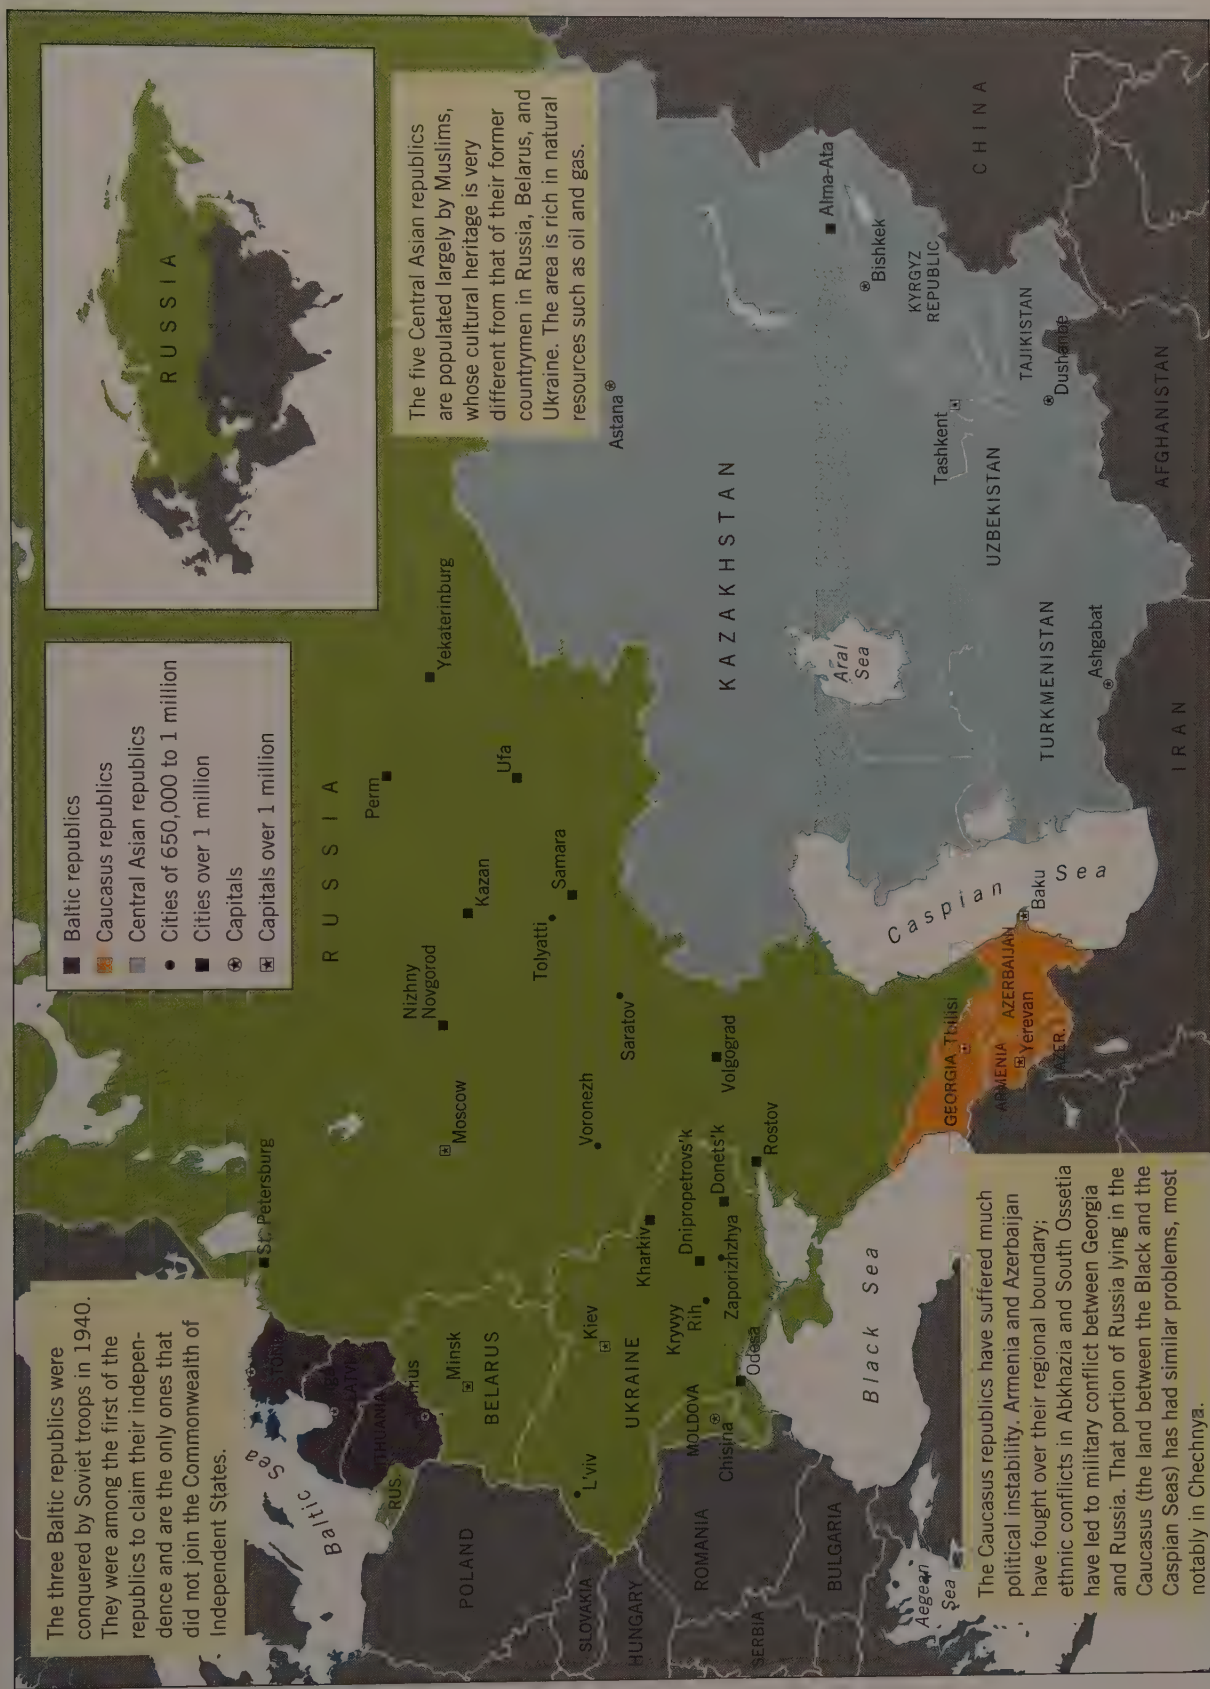 The three Baltic republics were
conquered by Soviet troops in 1940.
They were among the first of the
republics to claim their indepen-
dence and are the only ones that
did not join the Commonwealth of
Independent States.
Baltic republics
Caucasus republics
Central Asian republics
Cities of 650,000 to 1 million
Cities over 1 million
Capitals
Capitals over 1 million
RUSSIA
The five Central Asian republics
are populated largely by Muslims,
whose cultural heritage is very
different from that of their former
countrymen in Russia, Belarus, and
Ukraine. The area is rich in natural
resources such as oil and gas.
RUSSIA
St. Petersburg
Baltic
Sea
RUS.
Minsk
BELARUS
POLAND
Moscow
Nizhny
Novgorod
Perm
Kazan
Yekaterinburg
Ufa
Tolyatti
Samara
Saratov
Voronezh
Volgograd
L'viv
Kiev
UKRAINE
Kharkiv
Kryvyy
Rih
Dnipropetrovs'k
Donets'k
Zaporizhzhya
Rostov
Odesa
MOLDOVA
Chisina
SLOVAKIA
HUNGARY
ROMANIA
SERBIA
BULGARIA
Black Sea
Aegean
Sea
Astana
KAZAKHSTAN
Aral
Sea
Alma-Ata
Bishkek
KYRGYZ
REPUBLIC
CHINA
Tashkent
UZBEKISTAN
TAJIKISTAN
Dushanbe
TURKMENISTAN
Ashgabat
AFGHANISTAN
IRAN
Caspian Sea
Baku
GEORGIA Tbilisi
ARMENIA
AZERBAIJAN
Yerevan
AZER.
The Caucasus republics have suffered much
political instability. Armenia and Azerbaijan
have fought over their regional boundary;
ethnic conflicts in Abkhazia and South Ossetia
have led to military conflict between Georgia
and Russia. That portion of Russia lying in the
Caucasus (the land between the Black and the
Caspian Seas) has had similar problems, most
notably in Chechnya.